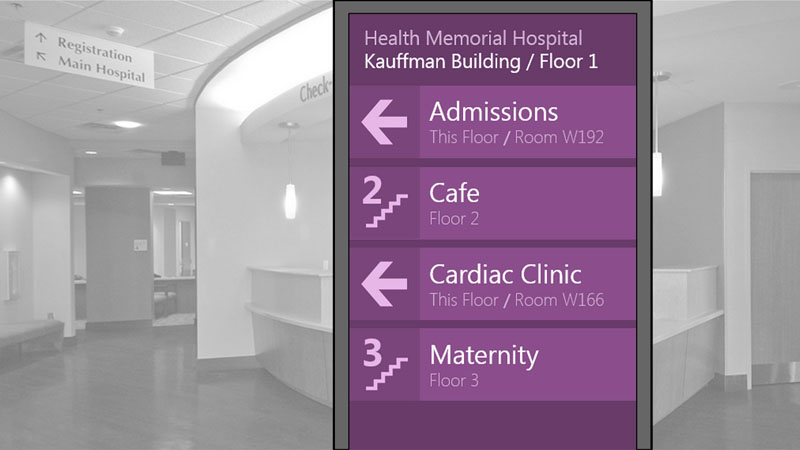 Registration
Main Hospital
Check-
Health Memorial Hospital
Kauffman Building / Floor 1
Admissions
This Floor / Room W192
2
Cafe
Floor 2
Cardiac Clinic
This Floor / Room W166
3
Maternity
Floor 3